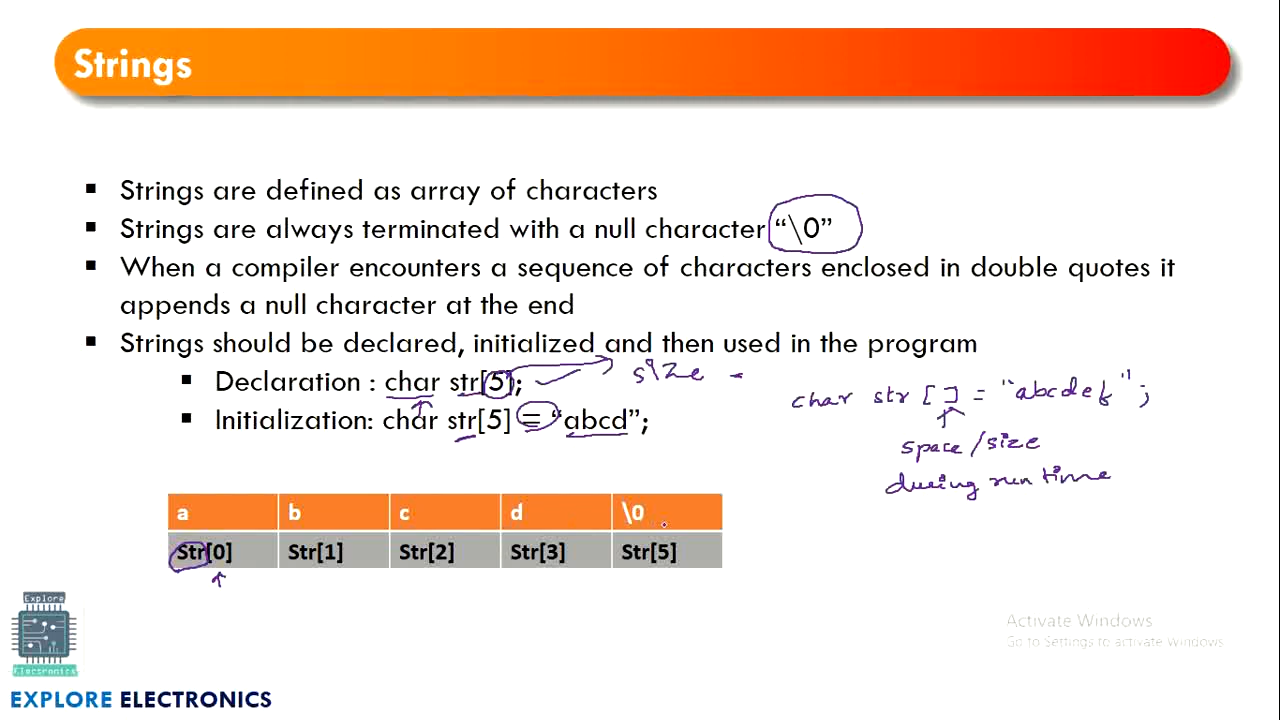 Strings
▪ Strings are defined as array of characters
▪ Strings are always terminated with a null character “\0”
▪ When a compiler encounters a sequence of characters enclosed in double quotes it
appends a null character at the end
▪ Strings should be declared, initialized and then used in the program
▪ Declaration : char str[5];
size -
▪ Initialization: char str[5] = “abcd”;
char str [ ] = "abcdef";
space/size
during run time
a b c d \0
Str[0] Str[1] Str[2] Str[3] Str[5]
Explore
Electronics
EXPLORE ELECTRONICS
Activate Windows
Go to Settings to activate Windows.